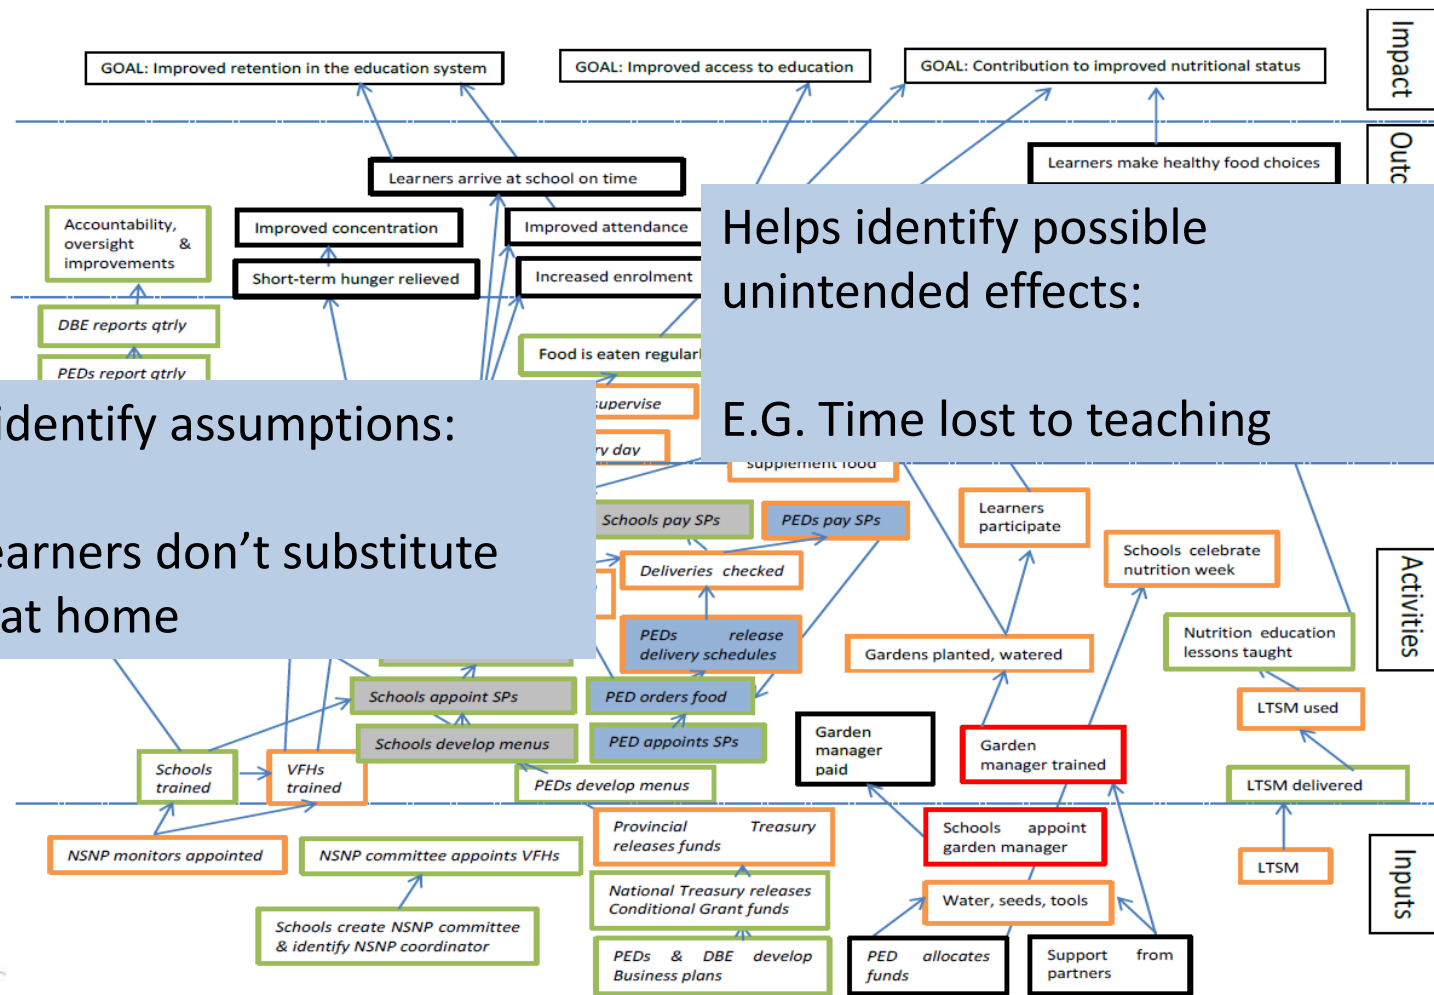 Impact
GOAL: Improved retention in the education system
GOAL: Improved access to education
GOAL: Contribution to improved nutritional status
Outc
Learners arrive at school on time
Learners make healthy food choices
Accountability,
oversight &
improvements
Improved concentration
Improved attendance
Short-term hunger relieved
Increased enrolment
Helps identify possible
unintended effects:
E.G. Time lost to teaching
DBE reports qtrly
PEDs report qtrly
Food is eaten regularl
supervise
ry day
supplement food
identify assumptions:
earners don’t substitute
at home
Activities
Schools pay SPs
PEDs pay SPs
Learners
participate
Deliveries checked
Schools celebrate
nutrition week
PEDs release
delivery schedules
Gardens planted, watered
Nutrition education
lessons taught
Schools appoint SPs
PED orders food
LTSM used
Schools develop menus
PED appoints SPs
Garden
manager
paid
Garden
manager trained
Schools
trained
VFHs
trained
PEDs develop menus
LTSM delivered
Inputs
NSNP monitors appointed
NSNP committee appoints VFHs
Provincial Treasury
releases funds
Schools appoint
garden manager
LTSM
National Treasury releases
Conditional Grant funds
Water, seeds, tools
Schools create NSNP committee
& identify NSNP coordinator
PEDs & DBE develop
Business plans
PED allocates
funds
Support from
partners